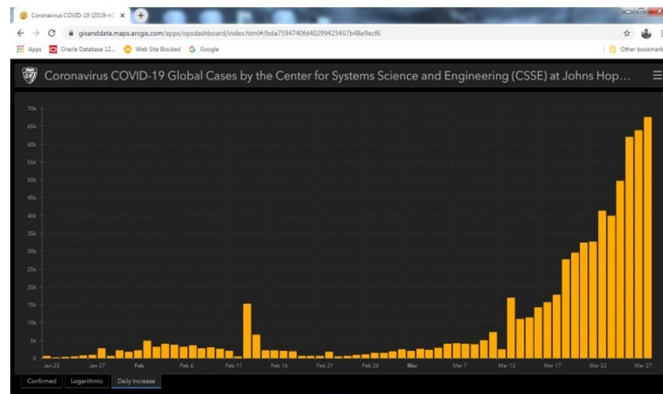 Coronavirus COVID-19 (2019-nC
gisanddata.maps.arcgis.com/apps/opsdashboard/index.html#/bda7594740fd40299423467b48e9ecf6
Apps Oracle Database 12... Web Site Blocked Google Other bookmark
Coronavirus COVID-19 Global Cases by the Center for Systems Science and Engineering (CSSE) at Johns Hop...
70k
65k
60k
55k
50k
45k
40k
35k
30k
25k
20k
15k
10k
5k
0
Jan 22 Jan 27 Feb Feb 6 Feb 11 Feb 16 Feb 21 Feb 26 Mar Mar 7 Mar 12 Mar 17 Mar 22 Mar 27
Confirmed Logarithmic Daily Increase